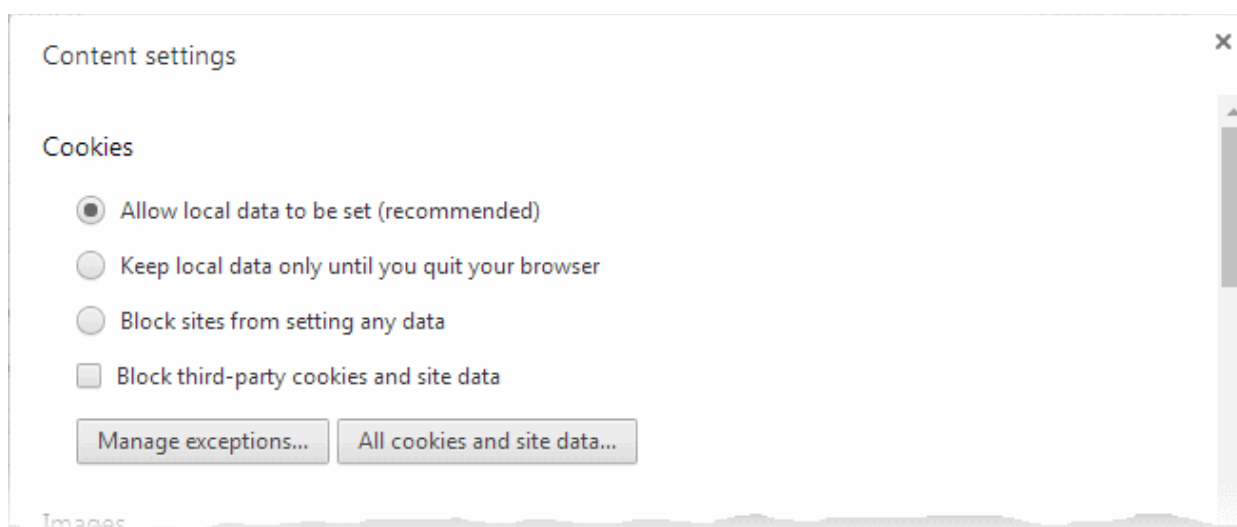 Content settings
Cookies
Allow local data to be set (recommended)
Keep local data only until you quit your browser
Block sites from setting any data
Block third-party cookies and site data
Manage exceptions... All cookies and site data...
Images